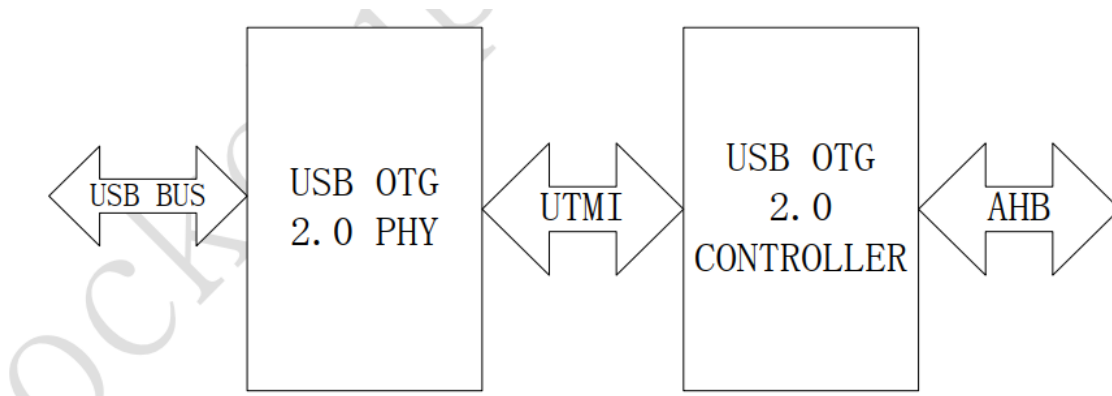 USB BUS
USB OTG
2.0 PHY
UTMI
USB OTG
2.0
CONTROLLER
AHB